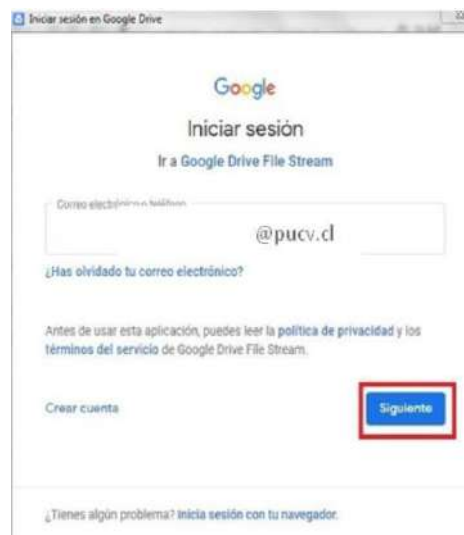 Iniciar sesión en Google Drive
Google
Iniciar sesión
Ir a Google Drive File Stream
Correo electrónico o teléfono
@pucv.cl
¿Has olvidado tu correo electrónico?
Antes de usar esta aplicación, puedes leer la política de privacidad y los
términos del servicio de Google Drive File Stream.
Crear cuenta
Siguiente
¿Tienes algún problema? Inicia sesión con tu navegador.